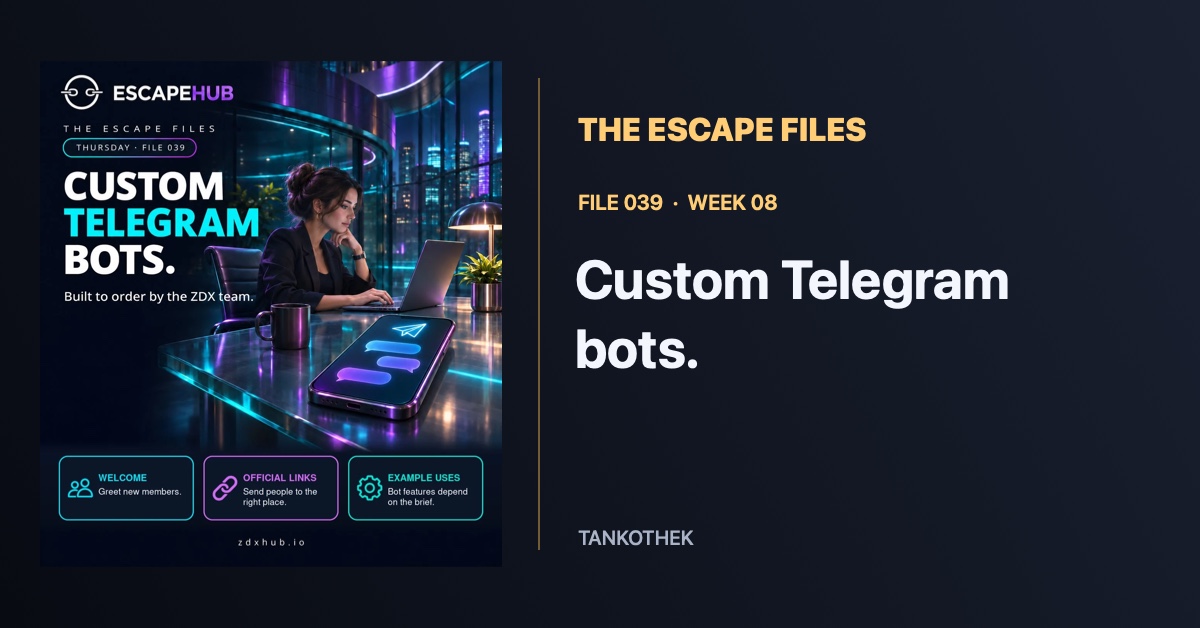 ESCAPEHUB
THE ESCAPE FILES
THURSDAY · FILE 039
CUSTOM
TELEGRAM
BOTS.
Built to order by the ZDX team.
WELCOME
Greet new members.
OFFICIAL LINKS
Send people to the
right place.
EXAMPLE USES
Bot features depend
on the brief.
zdxhub.io
THE ESCAPE FILES
FILE 039 · WEEK 08
Custom Telegram
bots.
TANKOTHEK